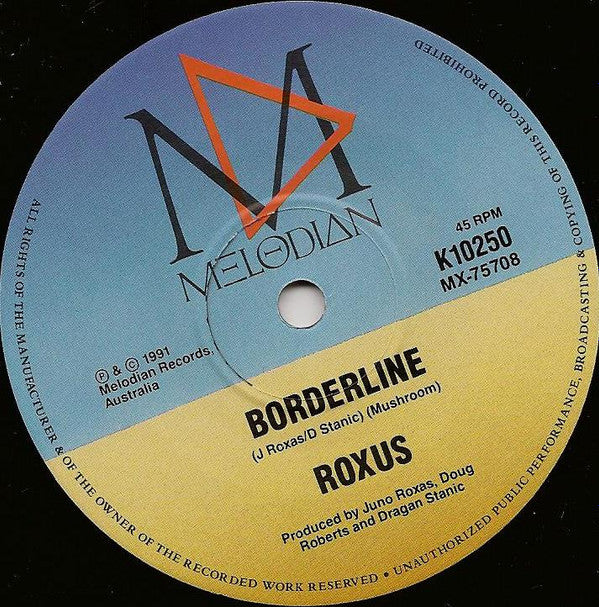 M
MELODIAN
45 RPM
K10250
MX-75708
Ⓟ & © 1991
Melodian Records,
Australia
BORDERLINE
(J Roxas/D Stanic) (Mushroom)
ROXUS
Produced by Juno Roxas, Doug
Roberts and Dragan Stanic
ALL RIGHTS OF THE MANUFACTURER & OF THE OWNER OF THE RECORDED WORK RESERVED • UNAUTHORIZED PUBLIC PERFORMANCE, BROADCASTING & COPYING OF THIS RECORD PROHIBITED